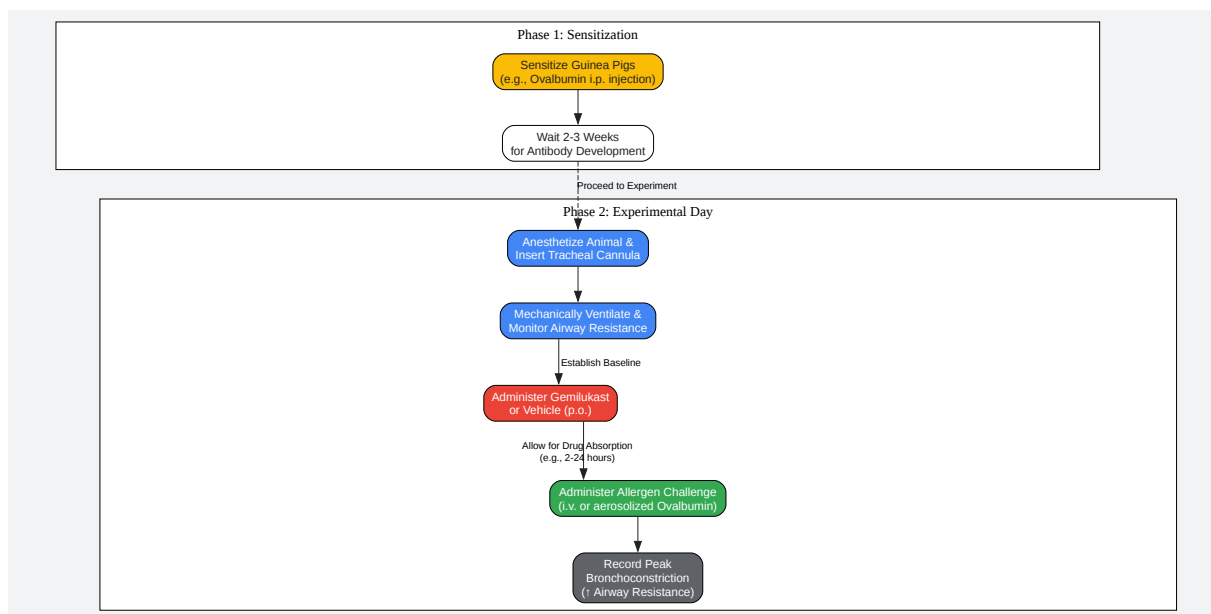 Phase 1: Sensitization
Sensitize Guinea Pigs
(e.g., Ovalbumin i.p. injection)
Wait 2-3 Weeks
for Antibody Development
Proceed to Experiment
Phase 2: Experimental Day
Anesthetize Animal &
Insert Tracheal Cannula
Mechanically Ventilate &
Monitor Airway Resistance
Establish Baseline
Administer Gemilukast
or Vehicle (p.o.)
Allow for Drug Absorption
(e.g., 2-24 hours)
Administer Allergen Challenge
(i.v. or aerosolized Ovalbumin)
Record Peak
Bronchoconstriction
(↑ Airway Resistance)